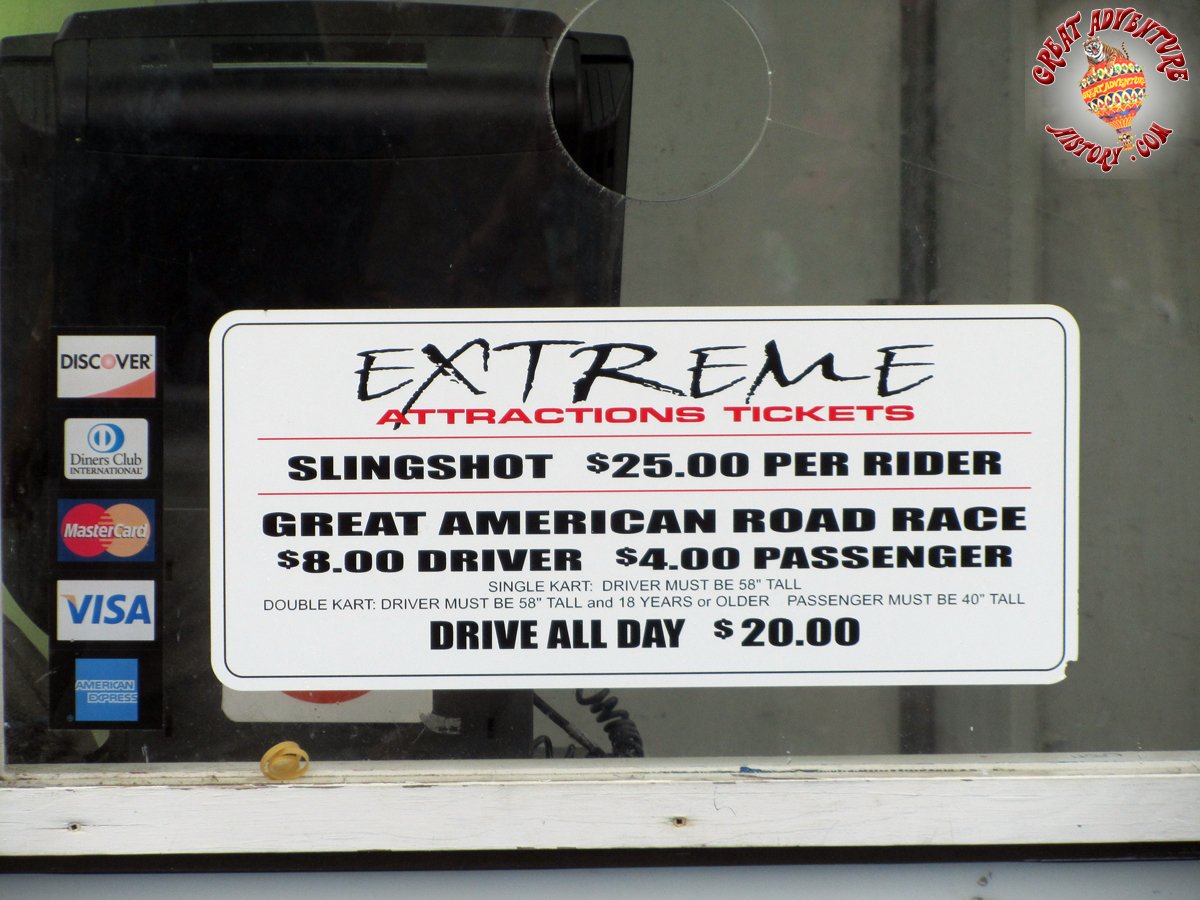 GREAT ADVENTURE
GREAT ADVENTURE
HISTORY.COM
EXTREME
ATTRACTIONS TICKETS
SLINGSHOT $25.00 PER RIDER
GREAT AMERICAN ROAD RACE
$8.00 DRIVER $4.00 PASSENGER
SINGLE KART: DRIVER MUST BE 58" TALL
DOUBLE KART: DRIVER MUST BE 58" TALL and 18 YEARS or OLDER PASSENGER MUST BE 40" TALL
DRIVE ALL DAY $20.00
DISCOVER
Diners Club
INTERNATIONAL
MasterCard
VISA
AMERICAN
EXPRESS